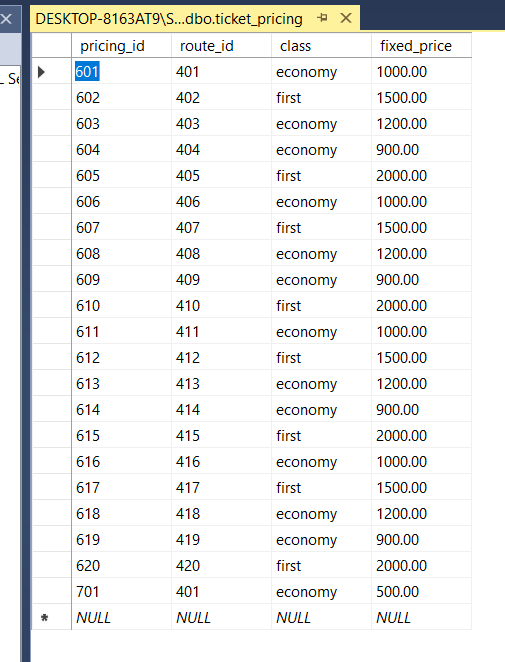 DESKTOP-8163AT9\S...dbo.ticket_pricing
L Se
pricing_id route_id class fixed_price
601 401 economy 1000.00
602 402 first 1500.00
603 403 economy 1200.00
604 404 economy 900.00
605 405 first 2000.00
606 406 economy 1000.00
607 407 first 1500.00
608 408 economy 1200.00
609 409 economy 900.00
610 410 first 2000.00
611 411 economy 1000.00
612 412 first 1500.00
613 413 economy 1200.00
614 414 economy 900.00
615 415 first 2000.00
616 416 economy 1000.00
617 417 first 1500.00
618 418 economy 1200.00
619 419 economy 900.00
620 420 first 2000.00
701 401 economy 500.00
NULL NULL NULL NULL